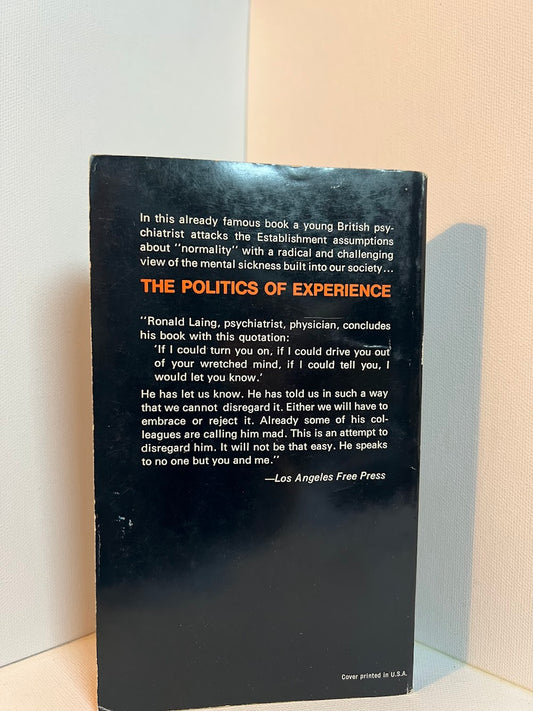 In this already famous book a young British psy-
chiatrist attacks the Establishment assumptions
about "normality" with a radical and challenging
view of the mental sickness built into our society...
THE POLITICS OF EXPERIENCE
"Ronald Laing, psychiatrist, physician, concludes
his book with this quotation:
'If I could turn you on, if I could drive you out
of your wretched mind, if I could tell you, I
would let you know.'
He has let us know. He has told us in such a way
that we cannot disregard it. Either we will have to
embrace or reject it. Already some of his col-
leagues are calling him mad. This is an attempt to
disregard him. It will not be that easy. He speaks
to no one but you and me."
—Los Angeles Free Press
Cover printed in U.S.A.